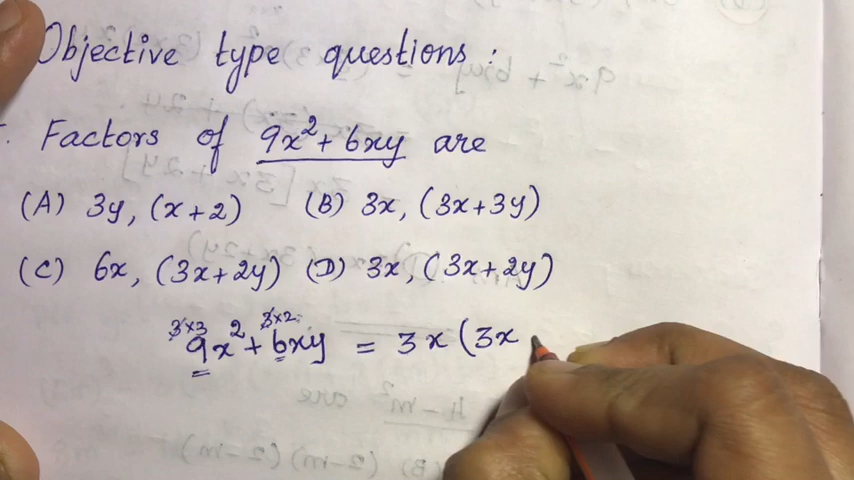 Objective type questions :
Factors of 9x² + 6xy are
(A) 3y, (x+2) (B) 3x, (3x+3y)
(C) 6x, (3x+2y) (D) 3x, (3x+2y)
3×3 3×2
9x² + 6xy = 3x (3x